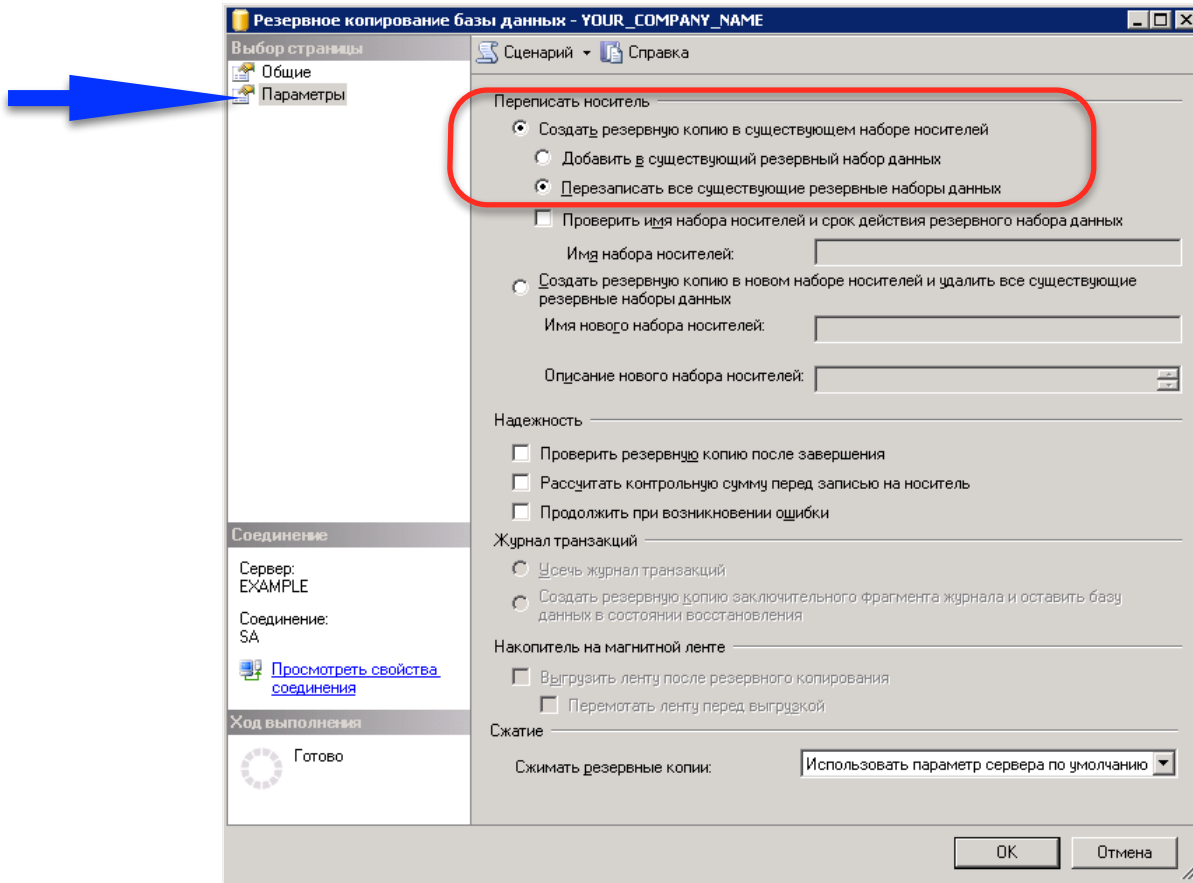 Резервное копирование базы данных - YOUR_COMPANY_NAME
Выбор страницы
Общие
Параметры
Сценарий
Справка
Переписать носитель
Создать резервную копию в существующем наборе носителей
Добавить в существующий резервный набор данных
Перезаписать все существующие резервные наборы данных
Проверить имя набора носителей и срок действия резервного набора данных
Имя набора носителей:
Создать резервную копию в новом наборе носителей и удалить все существующие
резервные наборы данных
Имя нового набора носителей:
Описание нового набора носителей:
Надежность
Проверить резервную копию после завершения
Рассчитать контрольную сумму перед записью на носитель
Продолжить при возникновении ошибки
Журнал транзакций
Усечь журнал транзакций
Создать резервную копию заключительного фрагмента журнала и оставить базу
данных в состоянии восстановления
Накопитель на магнитной ленте
Выгрузить ленту после резервного копирования
Перемотать ленту перед выгрузкой
Сжатие
Сжимать резервные копии:
Использовать параметр сервера по умолчанию
Соединение
Сервер:
EXAMPLE
Соединение:
SA
Просмотреть свойства
соединения
Ход выполнения
Готово
OK
Отмена